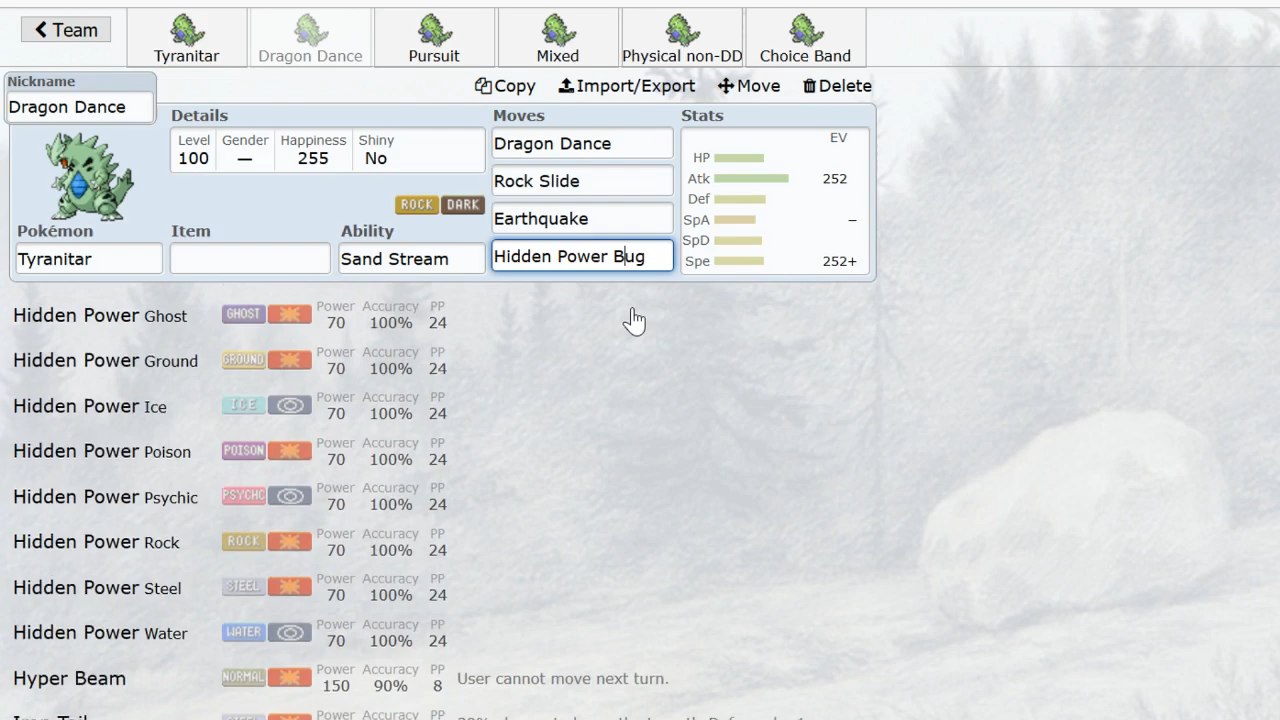 Team
Tyranitar
Dragon Dance
Pursuit
Mixed
Physical non-DD
Choice Band
Copy
Import/Export
Move
Delete
Nickname
Dragon Dance
Details
Level
100
Gender
—
Happiness
255
Shiny
No
ROCK
DARK
Pokémon
Tyranitar
Item
Ability
Sand Stream
Moves
Dragon Dance
Rock Slide
Earthquake
Hidden Power Bug
Stats
EV
HP
Atk 252
Def
SpA –
SpD
Spe 252+
Hidden Power Ghost GHOST Power 70 Accuracy 100% PP 24
Hidden Power Ground GROUND Power 70 Accuracy 100% PP 24
Hidden Power Ice ICE Power 70 Accuracy 100% PP 24
Hidden Power Poison POISON Power 70 Accuracy 100% PP 24
Hidden Power Psychic PSYCHC Power 70 Accuracy 100% PP 24
Hidden Power Rock ROCK Power 70 Accuracy 100% PP 24
Hidden Power Steel STEEL Power 70 Accuracy 100% PP 24
Hidden Power Water WATER Power 70 Accuracy 100% PP 24
Hyper Beam NORMAL Power 150 Accuracy 90% PP 8 User cannot move next turn.